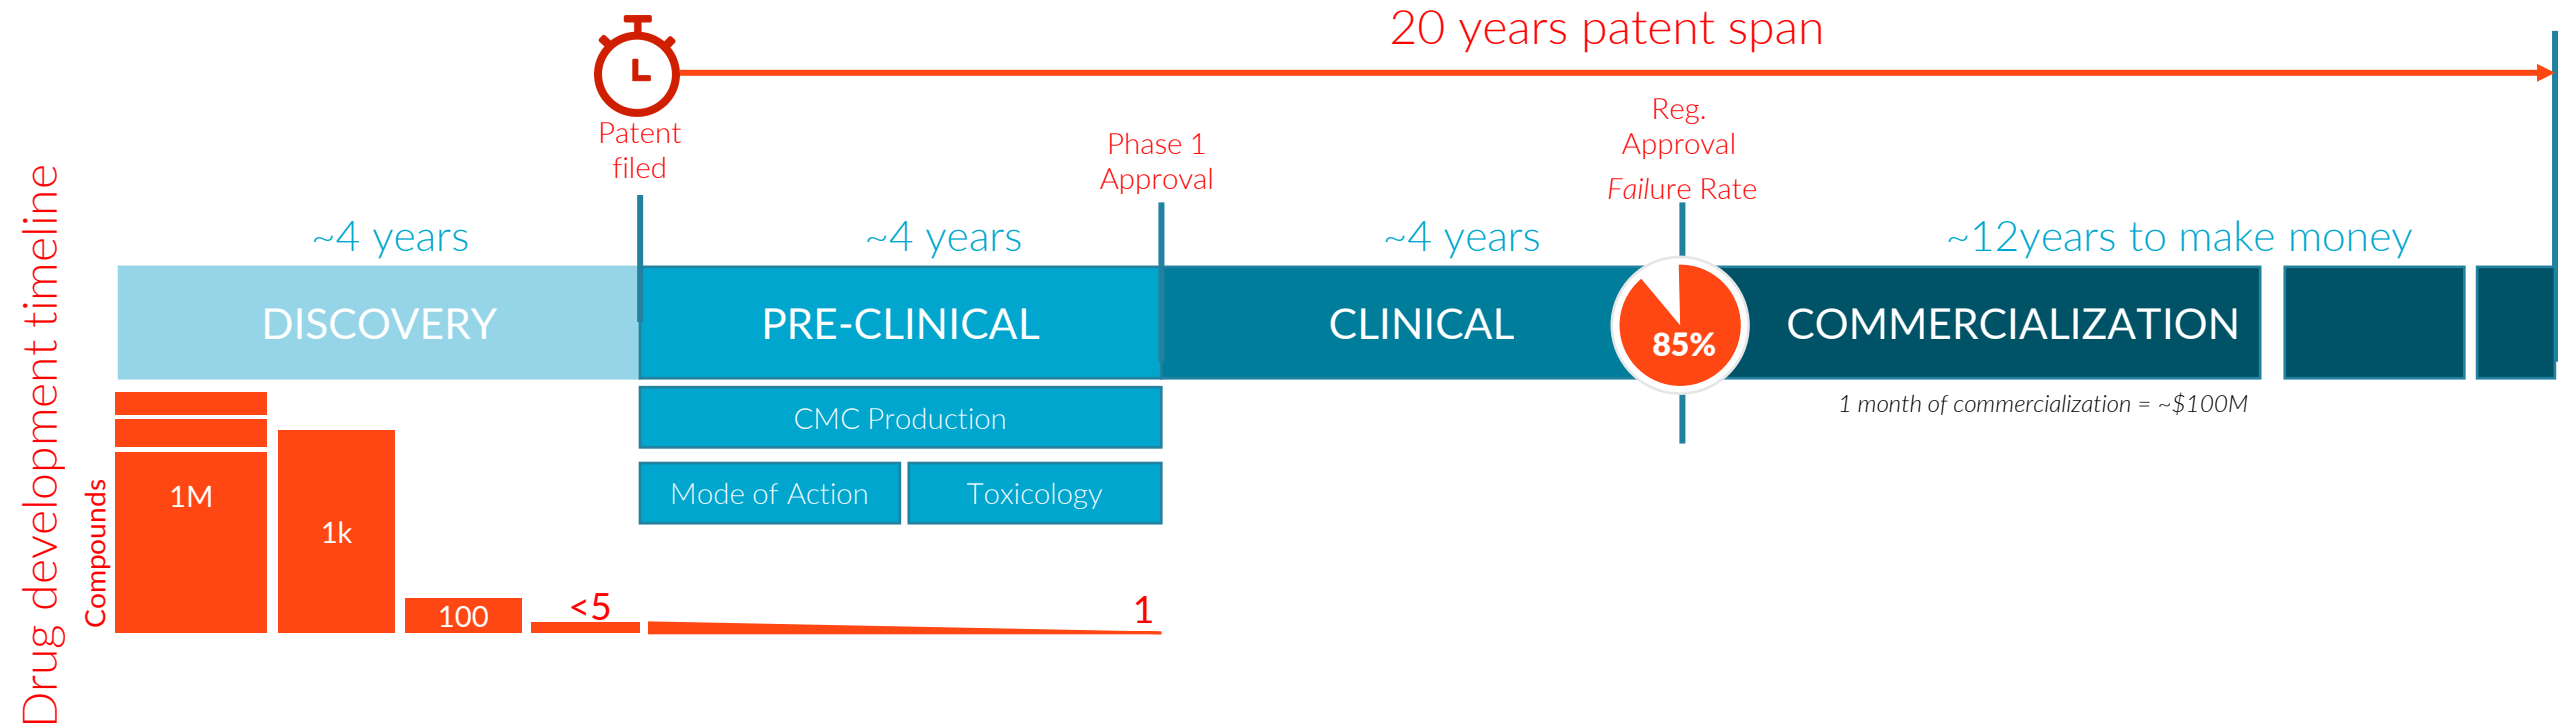 Drug development timeline
20 years patent span
Patent
filed
Phase 1
Approval
Reg.
Approval
Failure Rate
~4 years
~4 years
~4 years
~12years to make money
DISCOVERY
PRE-CLINICAL
CLINICAL
85%
COMMERCIALIZATION
1 month of commercialization = ~$100M
CMC Production
Mode of Action
Toxicology
Compounds
1M
1k
100
<5
1